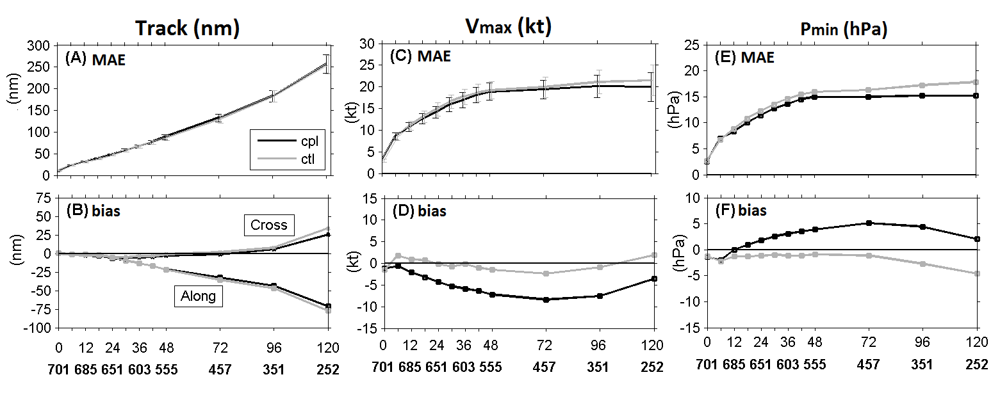 Track (nm)
Vmax (kt)
Pmin (hPa)
(A) MAE
(nm)
300
250
200
150
100
50
0
cpl
ctl
(C) MAE
(kt)
30
25
20
15
10
5
0
(E) MAE
(hPa)
25
20
15
10
5
0
(B) bias
(nm)
75
50
25
0
-25
-50
-75
-100
Cross
Along
0 12 24 36 48 72 96 120
701 685 651 603 555 457 351 252
(D) bias
(kt)
15
10
5
0
-5
-10
-15
0 12 24 36 48 72 96 120
701 685 651 603 555 457 351 252
(F) bias
(hPa)
10
5
0
-5
-10
-15
0 12 24 36 48 72 96 120
701 685 651 603 555 457 351 252